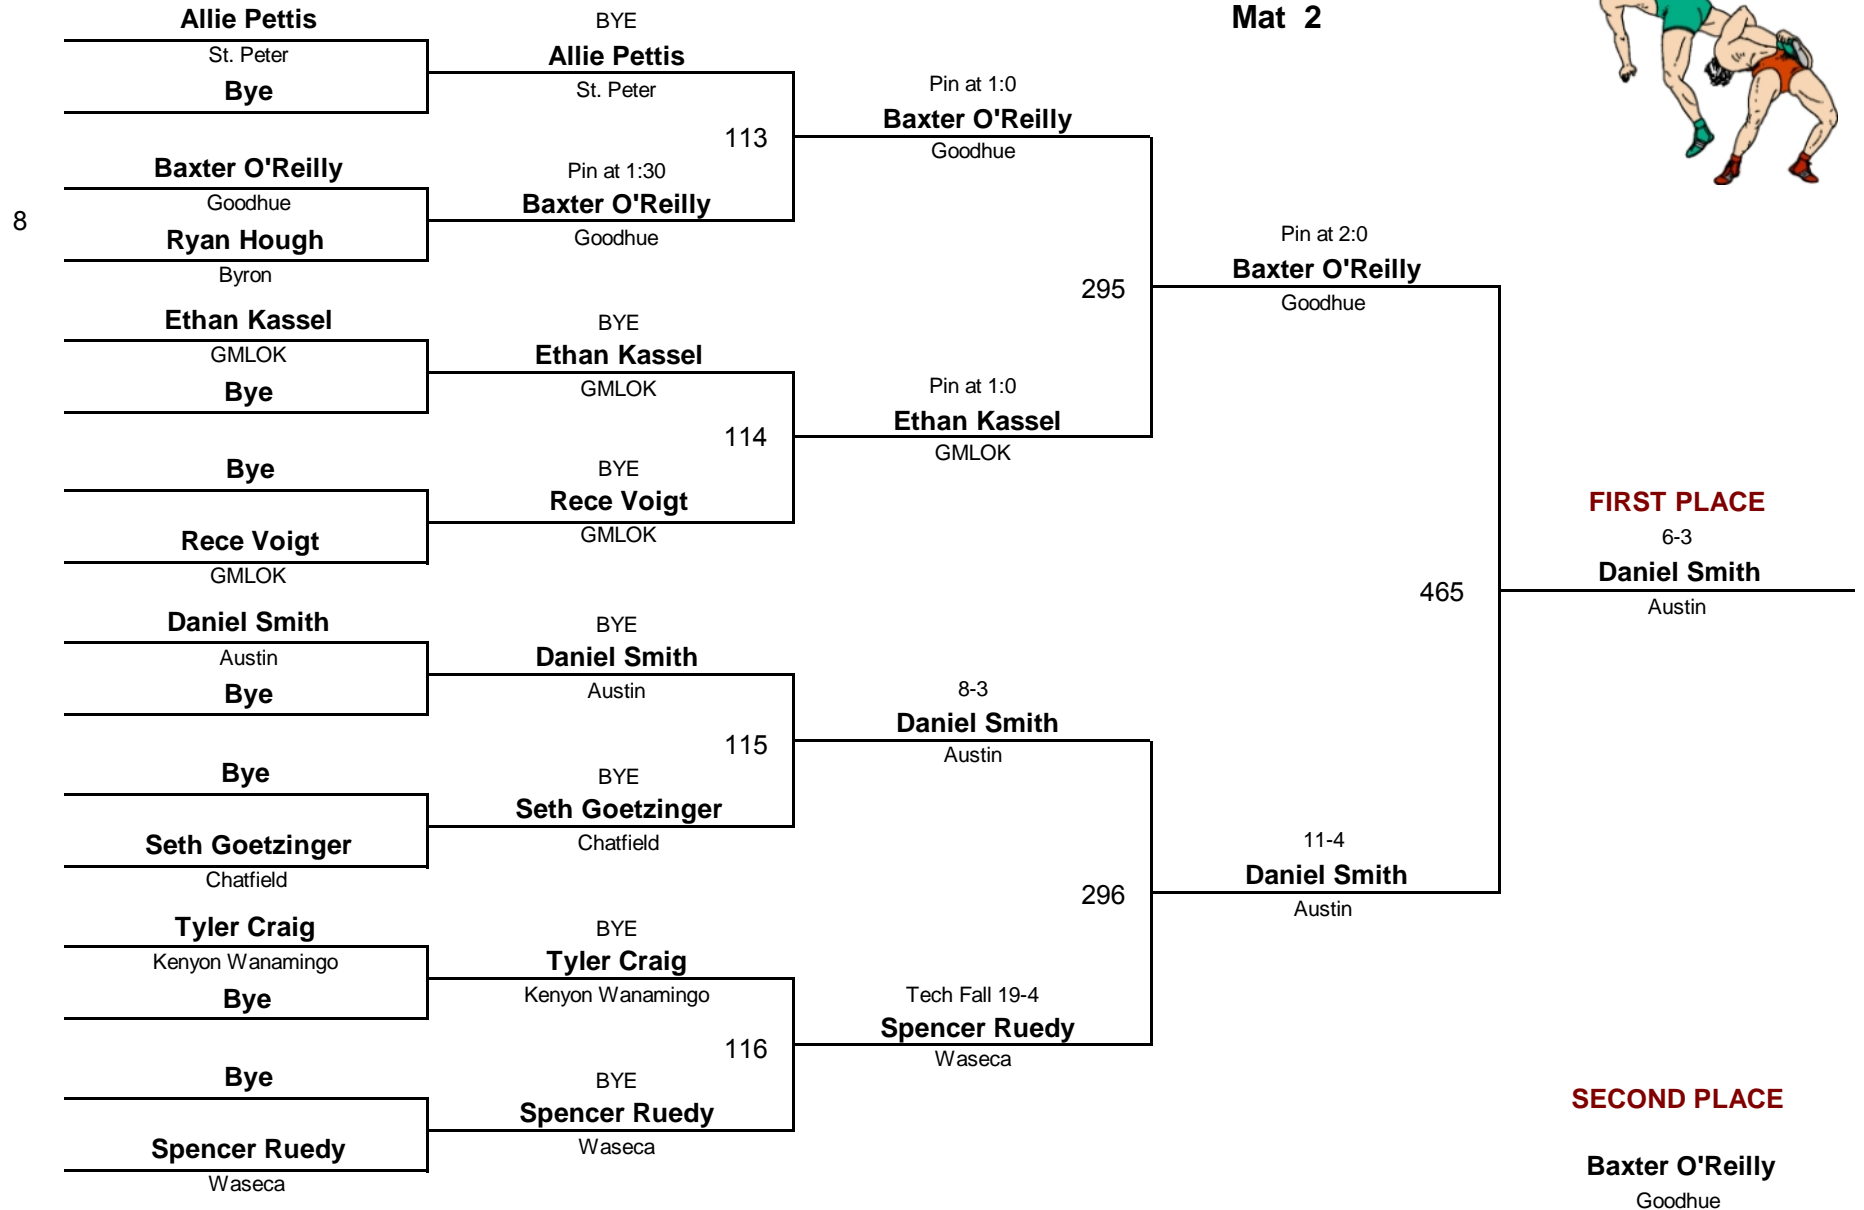 Allie Pettis
St. Peter
Bye
Baxter O'Reilly
Goodhue
8
Ryan Hough
Byron
Ethan Kassel
GMLOK
Bye
Bye
Rece Voigt
GMLOK
Daniel Smith
Austin
Bye
Bye
Seth Goetzinger
Chatfield
Tyler Craig
Kenyon Wanamingo
Bye
Bye
Spencer Ruedy
Waseca
BYE
Allie Pettis
St. Peter
113
Pin at 1:30
Baxter O'Reilly
Goodhue
BYE
Ethan Kassel
GMLOK
114
BYE
Rece Voigt
GMLOK
BYE
Daniel Smith
Austin
115
BYE
Seth Goetzinger
Chatfield
BYE
Tyler Craig
Kenyon Wanamingo
116
BYE
Spencer Ruedy
Waseca
Pin at 1:0
Baxter O'Reilly
Goodhue
295
Pin at 1:0
Ethan Kassel
GMLOK
8-3
Daniel Smith
Austin
296
Tech Fall 19-4
Spencer Ruedy
Waseca
Mat 2
Pin at 2:0
Baxter O'Reilly
Goodhue
465
11-4
Daniel Smith
Austin
FIRST PLACE
6-3
Daniel Smith
Austin
SECOND PLACE
Baxter O'Reilly
Goodhue